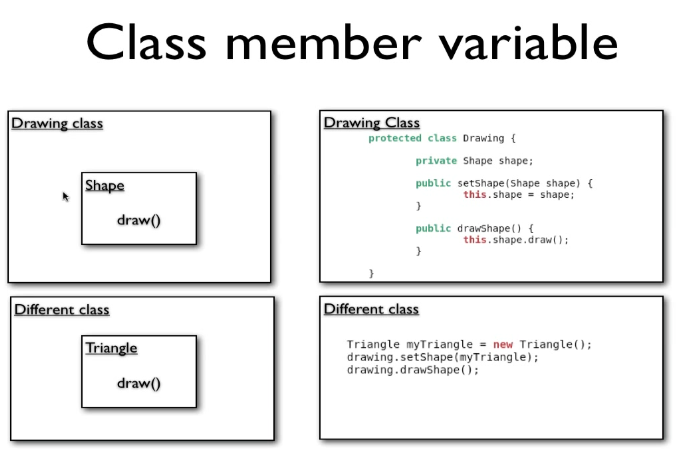 Class member variable
Drawing class
Shape
draw()
Drawing Class
protected class Drawing {
private Shape shape;
public setShape(Shape shape) {
this.shape = shape;
}
public drawShape() {
this.shape.draw();
}
}
Different class
Triangle
draw()
Different class
Triangle myTriangle = new Triangle();
drawing.setShape(myTriangle);
drawing.drawShape();